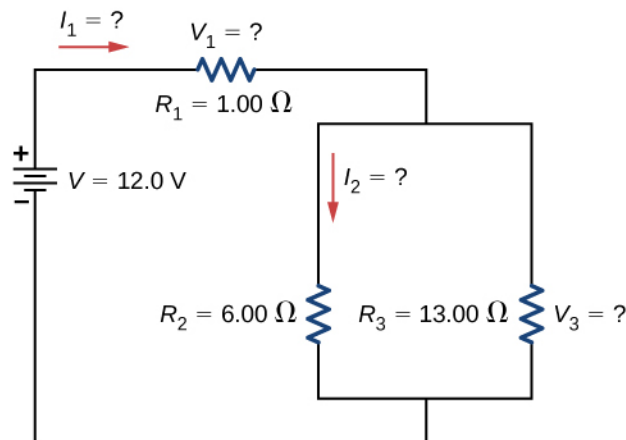 I₁ = ?
V₁ = ?
R₁ = 1.00 Ω
+
V = 12.0 V
−
I₂ = ?
R₂ = 6.00 Ω
R₃ = 13.00 Ω
V₃ = ?